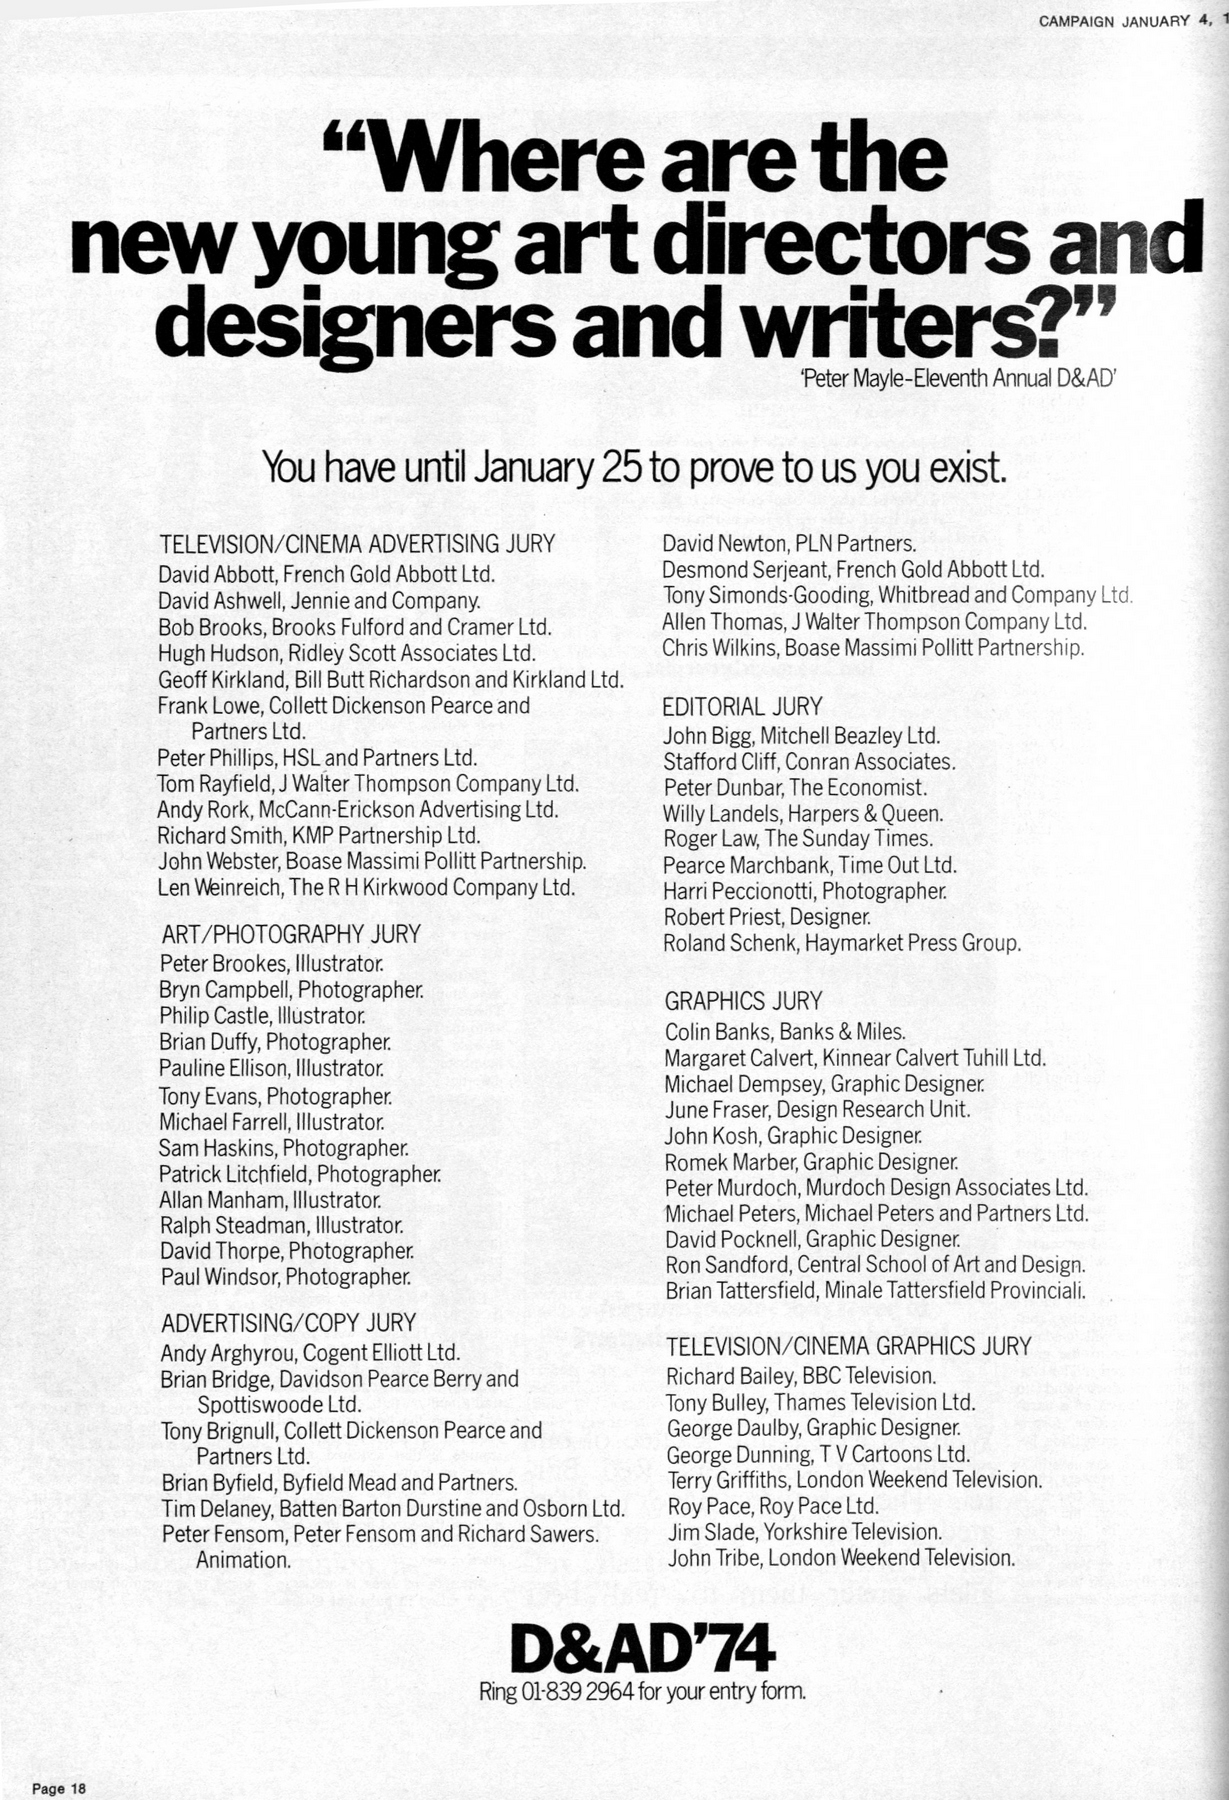 CAMPAIGN JANUARY 4, 1
“Where are the
new young art directors and
designers and writers?”
‘Peter Mayle-Eleventh Annual D&AD’
You have until January 25 to prove to us you exist.
TELEVISION/CINEMA ADVERTISING JURY
David Abbott, French Gold Abbott Ltd.
David Ashwell, Jennie and Company.
Bob Brooks, Brooks Fulford and Cramer Ltd.
Hugh Hudson, Ridley Scott Associates Ltd.
Geoff Kirkland, Bill Butt Richardson and Kirkland Ltd.
Frank Lowe, Collett Dickenson Pearce and
Partners Ltd.
Peter Phillips, HSL and Partners Ltd.
Tom Rayfield, J Walter Thompson Company Ltd.
Andy Rork, McCann-Erickson Advertising Ltd.
Richard Smith, KMP Partnership Ltd.
John Webster, Boase Massimi Pollitt Partnership.
Len Weinreich, The R H Kirkwood Company Ltd.
ART/PHOTOGRAPHY JURY
Peter Brookes, Illustrator.
Bryn Campbell, Photographer.
Philip Castle, Illustrator.
Brian Duffy, Photographer.
Pauline Ellison, Illustrator.
Tony Evans, Photographer.
Michael Farrell, Illustrator.
Sam Haskins, Photographer.
Patrick Litchfield, Photographer.
Allan Manham, Illustrator.
Ralph Steadman, Illustrator.
David Thorpe, Photographer.
Paul Windsor, Photographer.
ADVERTISING/COPY JURY
Andy Arghyrou, Cogent Elliott Ltd.
Brian Bridge, Davidson Pearce Berry and
Spottiswoode Ltd.
Tony Brignull, Collett Dickenson Pearce and
Partners Ltd.
Brian Byfield, Byfield Mead and Partners.
Tim Delaney, Batten Barton Durstine and Osborn Ltd.
Peter Fensom, Peter Fensom and Richard Sawers.
Animation.
David Newton, PLN Partners.
Desmond Serjeant, French Gold Abbott Ltd.
Tony Simonds-Gooding, Whitbread and Company Ltd.
Allen Thomas, J Walter Thompson Company Ltd.
Chris Wilkins, Boase Massimi Pollitt Partnership.
EDITORIAL JURY
John Bigg, Mitchell Beazley Ltd.
Stafford Cliff, Conran Associates.
Peter Dunbar, The Economist.
Willy Landels, Harpers & Queen.
Roger Law, The Sunday Times.
Pearce Marchbank, Time Out Ltd.
Harri Peccionotti, Photographer.
Robert Priest, Designer.
Roland Schenk, Haymarket Press Group.
GRAPHICS JURY
Colin Banks, Banks & Miles.
Margaret Calvert, Kinnear Calvert Tuhill Ltd.
Michael Dempsey, Graphic Designer.
June Fraser, Design Research Unit.
John Kosh, Graphic Designer.
Romek Marber, Graphic Designer.
Peter Murdoch, Murdoch Design Associates Ltd.
Michael Peters, Michael Peters and Partners Ltd.
David Pocknell, Graphic Designer.
Ron Sandford, Central School of Art and Design.
Brian Tattersfield, Minale Tattersfield Provinciali.
TELEVISION/CINEMA GRAPHICS JURY
Richard Bailey, BBC Television.
Tony Bulley, Thames Television Ltd.
George Daulby, Graphic Designer.
George Dunning, T V Cartoons Ltd.
Terry Griffiths, London Weekend Television.
Roy Pace, Roy Pace Ltd.
Jim Slade, Yorkshire Television.
John Tribe, London Weekend Television.
D&AD’74
Ring 01-839 2964 for your entry form.
Page 18